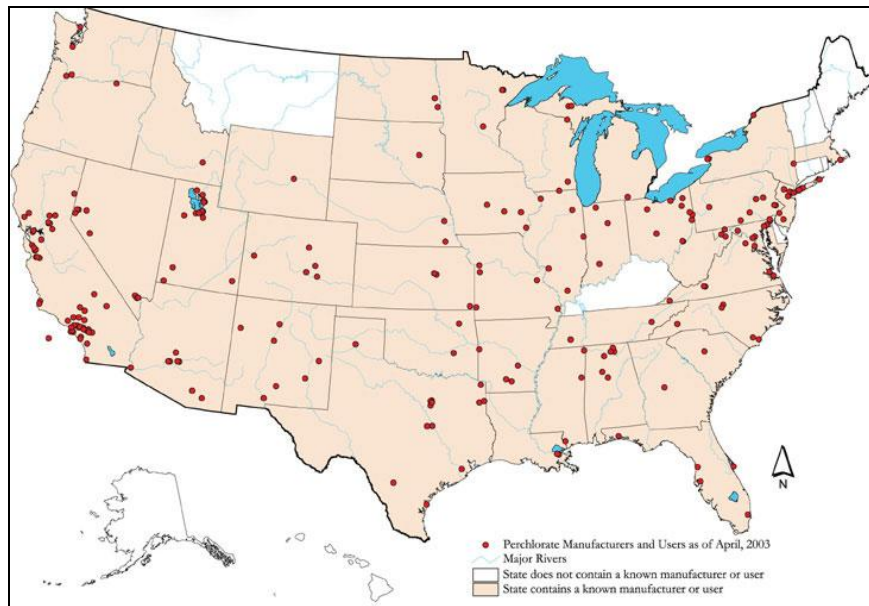 N
Perchlorate Manufacturers and Users as of April, 2003
Major Rivers
State does not contain a known manufacturer or user
State contains a known manufacturer or user